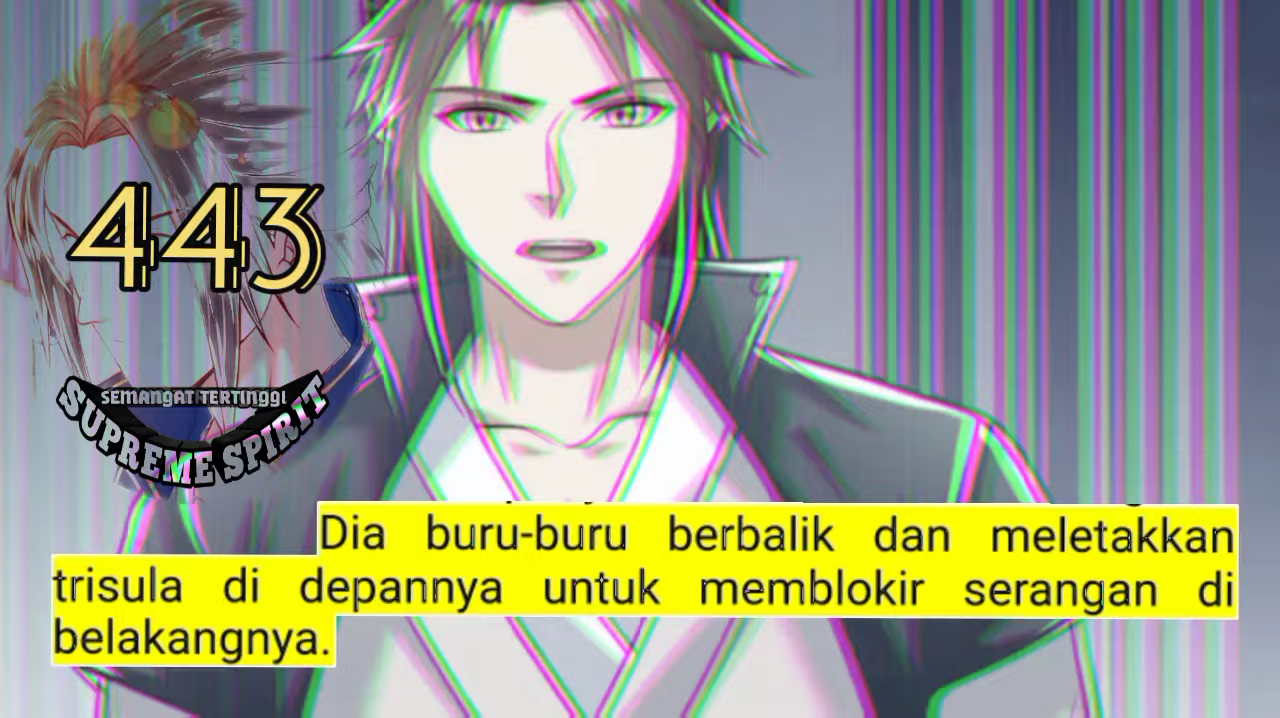 443
SEMANGAT TERTINGGI
SUPREME SPIRIT
Dia buru-buru berbalik dan meletakkan
trisula di depannya untuk memblokir serangan di
belakangnya.